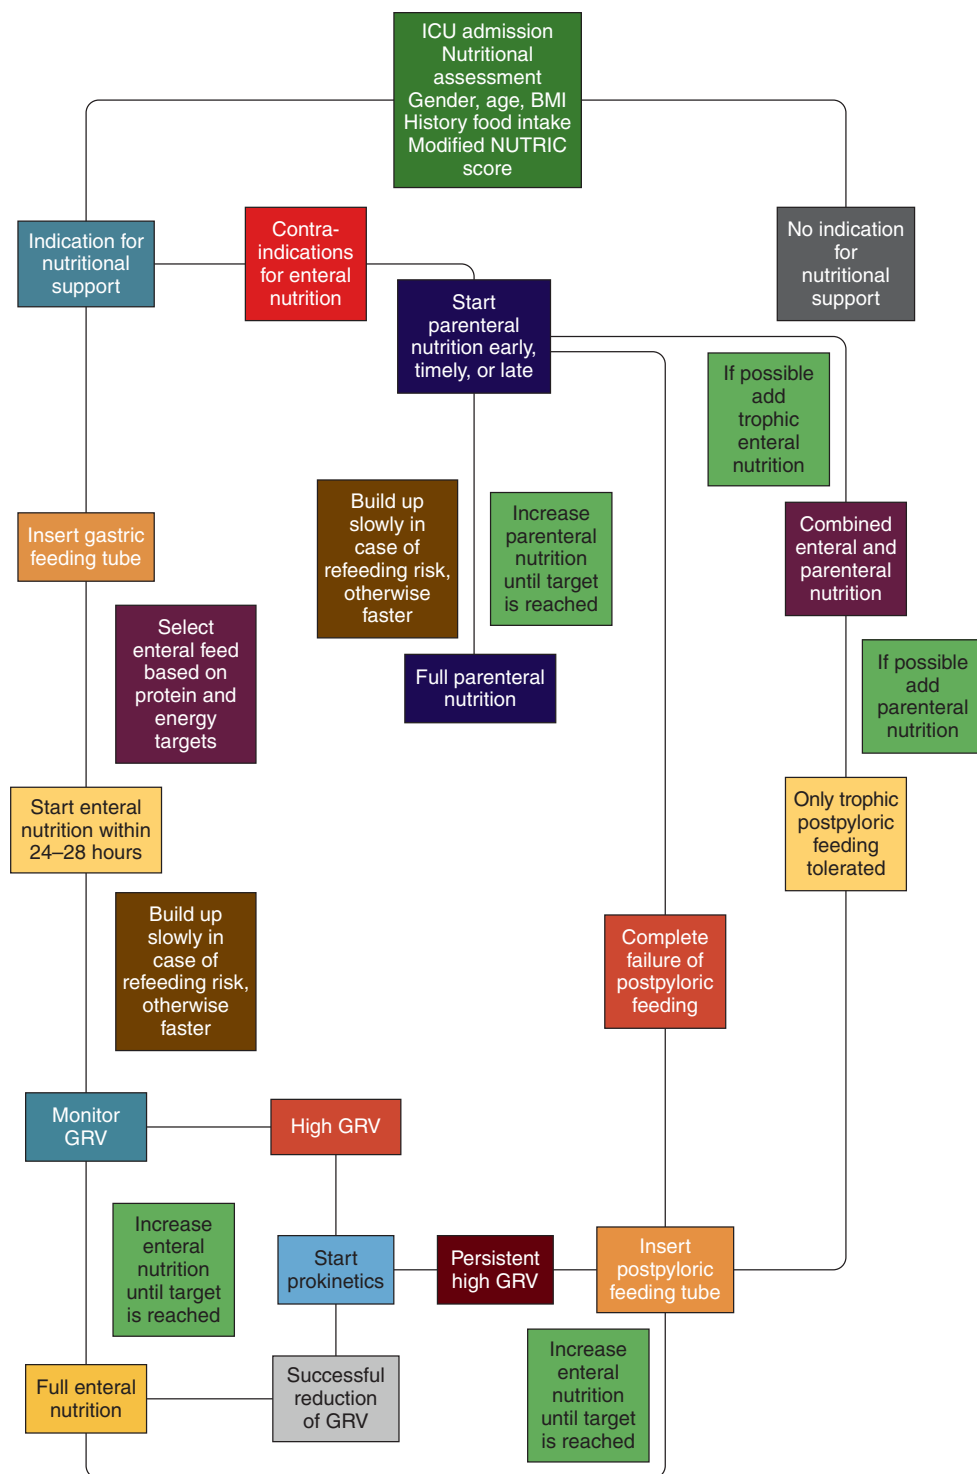 ICU admission
Nutritional
assessment
Gender, age, BMI
History food intake
Modified NUTRIC
score
Indication for
nutritional
support
Contra-
indications
for enteral
nutrition
No indication
for
nutritional
support
Start
parenteral
nutrition early,
timely, or late
If possible
add
trophic
enteral
nutrition
Build up
slowly in
case of
refeeding risk,
otherwise
faster
Increase
parenteral
nutrition
until target
is reached
Insert gastric
feeding tube
Combined
enteral and
parenteral
nutrition
Select
enteral feed
based on
protein and
energy
targets
Full parenteral
nutrition
If possible
add
parenteral
nutrition
Start enteral
nutrition within
24–28 hours
Only trophic
postpyloric
feeding
tolerated
Build up
slowly in
case of
refeeding risk,
otherwise
faster
Complete
failure of
postpyloric
feeding
Monitor
GRV
High GRV
Increase
enteral
nutrition
until target
is reached
Start
prokinetics
Persistent
high GRV
Insert
postpyloric
feeding tube
Full enteral
nutrition
Successful
reduction
of GRV
Increase
enteral
nutrition
until target
is reached